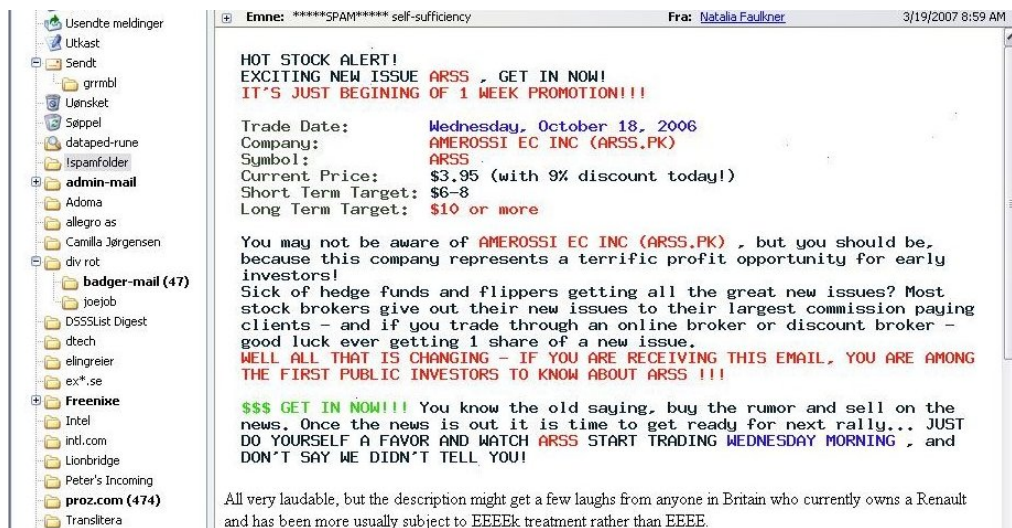 Usendte meldinger
Utkast
Sendt
grrmbl
Uønsket
Søppel
dataped-rune
!spamfolder
admin-mail
Adoma
allegro as
Camilla Jørgensen
div rot
badger-mail (47)
joejob
DSSSList Digest
dtech
elingreier
ex*.se
Freenixe
Intel
intl.com
Lionbridge
Peter's Incoming
proz.com (474)
Translitera
Emne: *****SPAM***** self-sufficiency Fra: Natalia Faulkner 3/19/2007 8:59 AM
HOT STOCK ALERT!
EXCITING NEW ISSUE ARSS , GET IN NOW!
IT'S JUST BEGINING OF 1 WEEK PROMOTION!!!
Trade Date: Wednesday, October 18, 2006
Company: AMEROSSI EC INC (ARSS.PK)
Symbol: ARSS
Current Price: $3.95 (with 9% discount today!)
Short Term Target: $6-8
Long Term Target: $10 or more
You may not be aware of AMEROSSI EC INC (ARSS.PK) , but you should be,
because this company represents a terrific profit opportunity for early
investors!
Sick of hedge funds and flippers getting all the great new issues? Most
stock brokers give out their new issues to their largest commission paying
clients - and if you trade through an online broker or discount broker -
good luck ever getting 1 share of a new issue.
WELL ALL THAT IS CHANGING - IF YOU ARE RECEIVING THIS EMAIL, YOU ARE AMONG
THE FIRST PUBLIC INVESTORS TO KNOW ABOUT ARSS !!!
$$$ GET IN NOW!!! You know the old saying, buy the rumor and sell on the
news. Once the news is out it is time to get ready for next rally... JUST
DO YOURSELF A FAVOR AND WATCH ARSS START TRADING WEDNESDAY MORNING , and
DON'T SAY WE DIDN'T TELL YOU!
All very laudable, but the description might get a few laughs from anyone in Britain who currently owns a Renault
and has been more usually subject to EEEEk treatment rather than EEEE.